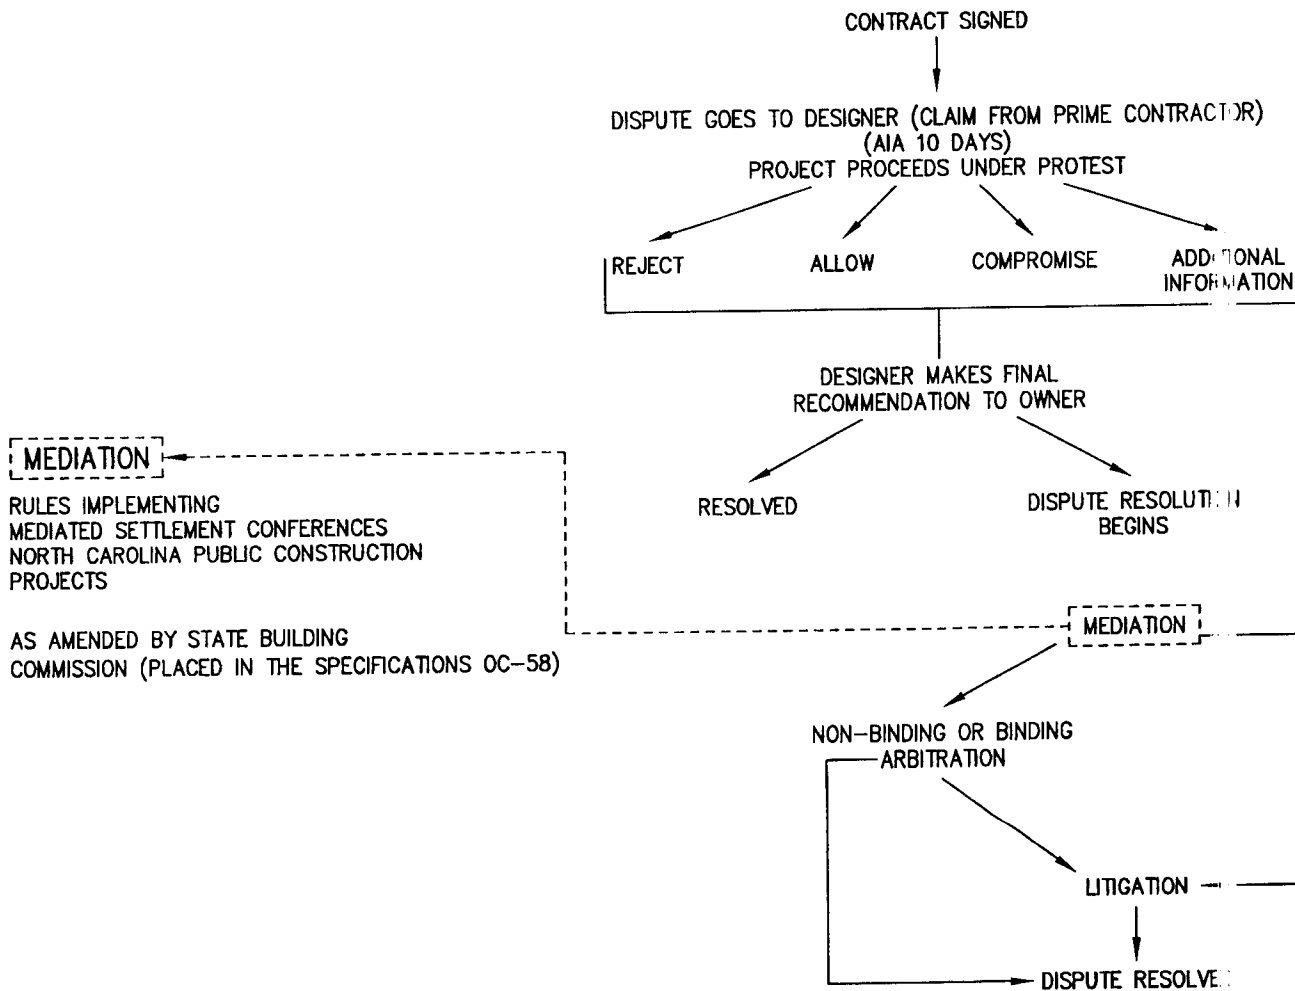 CONTRACT SIGNED
DISPUTE GOES TO DESIGNER (CLAIM FROM PRIME CONTRACTOR)
(AIA 10 DAYS)
PROJECT PROCEEDS UNDER PROTEST
REJECT
ALLOW
COMPROMISE
ADDITIONAL
INFORMATION
DESIGNER MAKES FINAL
RECOMMENDATION TO OWNER
RESOLVED
DISPUTE RESOLUTION
BEGINS
MEDIATION
RULES IMPLEMENTING
MEDIATED SETTLEMENT CONFERENCES
NORTH CAROLINA PUBLIC CONSTRUCTION
PROJECTS
AS AMENDED BY STATE BUILDING
COMMISSION (PLACED IN THE SPECIFICATIONS OC-58)
MEDIATION
NON-BINDING OR BINDING
ARBITRATION
LITIGATION
DISPUTE RESOLVE